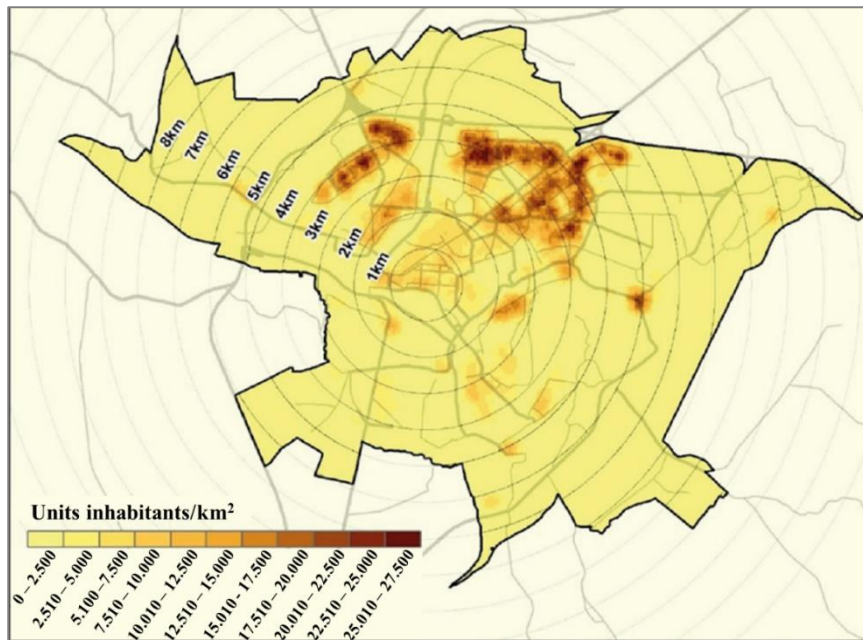 8km
7km
6km
5km
4km
3km
2km
1km
Units inhabitants/km²
0 – 2.500
2.510 – 5.000
5.100 – 7.500
7.510 – 10.000
10.010 – 12.500
12.510 – 15.000
15.010 – 17.500
17.510 – 20.000
20.010 – 22.500
22.510 – 25.000
25.010 – 27.500